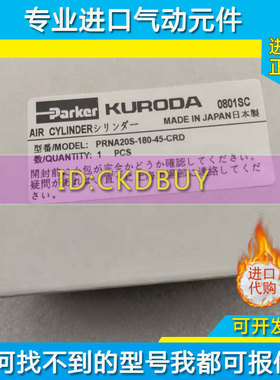 专业进口气动元件
Parker KURODA 0801SC
AIR CYLINDERシリンダー MADE IN JAPAN日本製
型番/MODEL: PRNA20S-180-45-CRD
数/QUANTITY: 1 PCS
ID:CKDBUY
进口
代购
可开发
何找不到的型号我都可报价